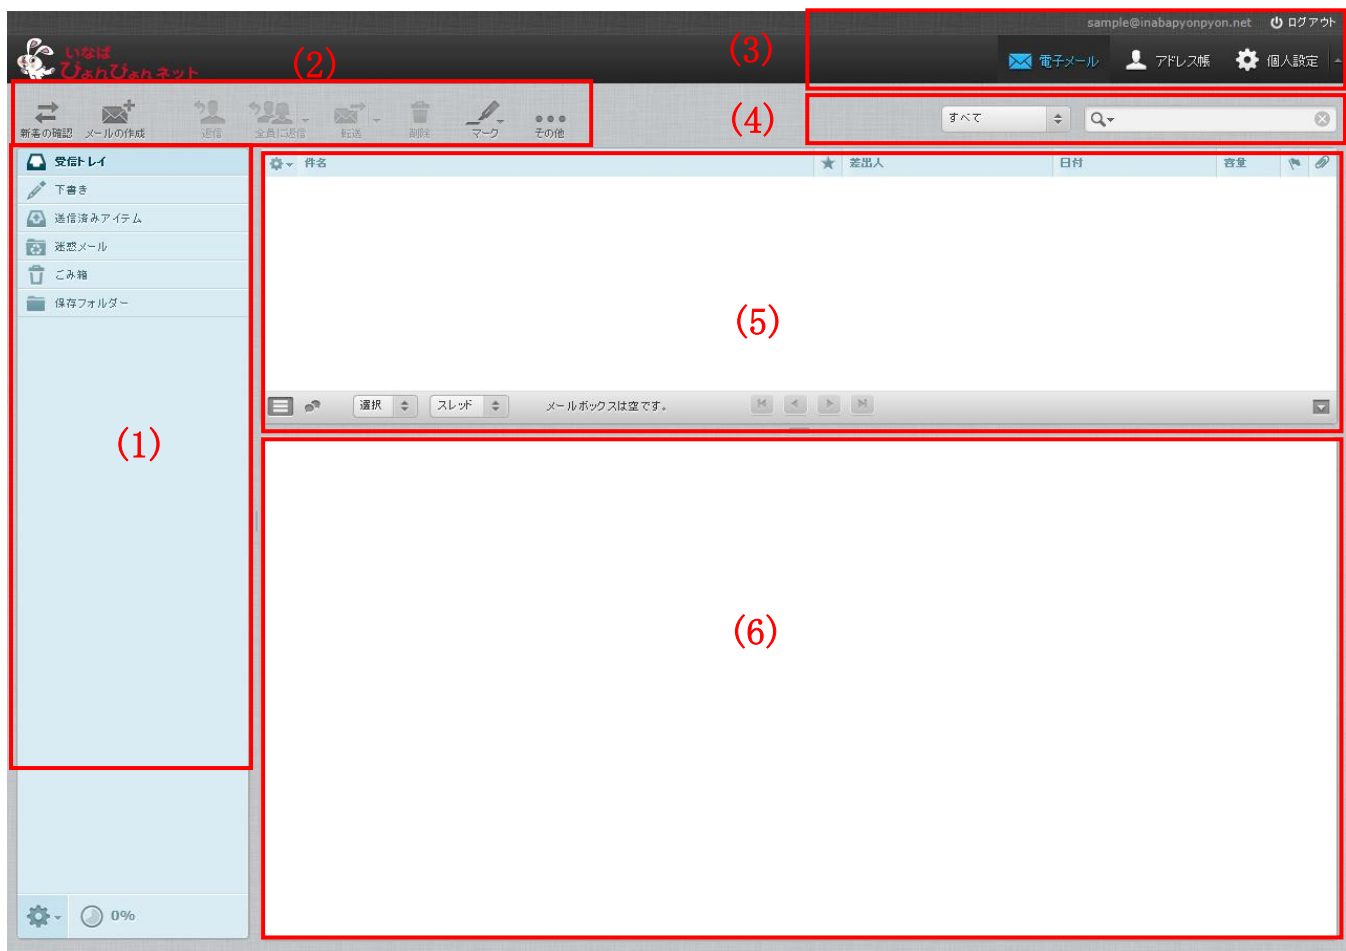 sample@inabapyonpyon.net ログアウト
いなば
ぴょんぴょんネット
(2)
(3)
電子メール アドレス帳 個人設定
新着の確認 メールの作成 返信 全員に返信 転送 削除 マーク その他
(4)
すべて
受信トレイ
下書き
送信済みアイテム
迷惑メール
ごみ箱
保存フォルダー
(1)
0%
件名 差出人 日付 容量
(5)
選択 スレッド メールボックスは空です。
(6)